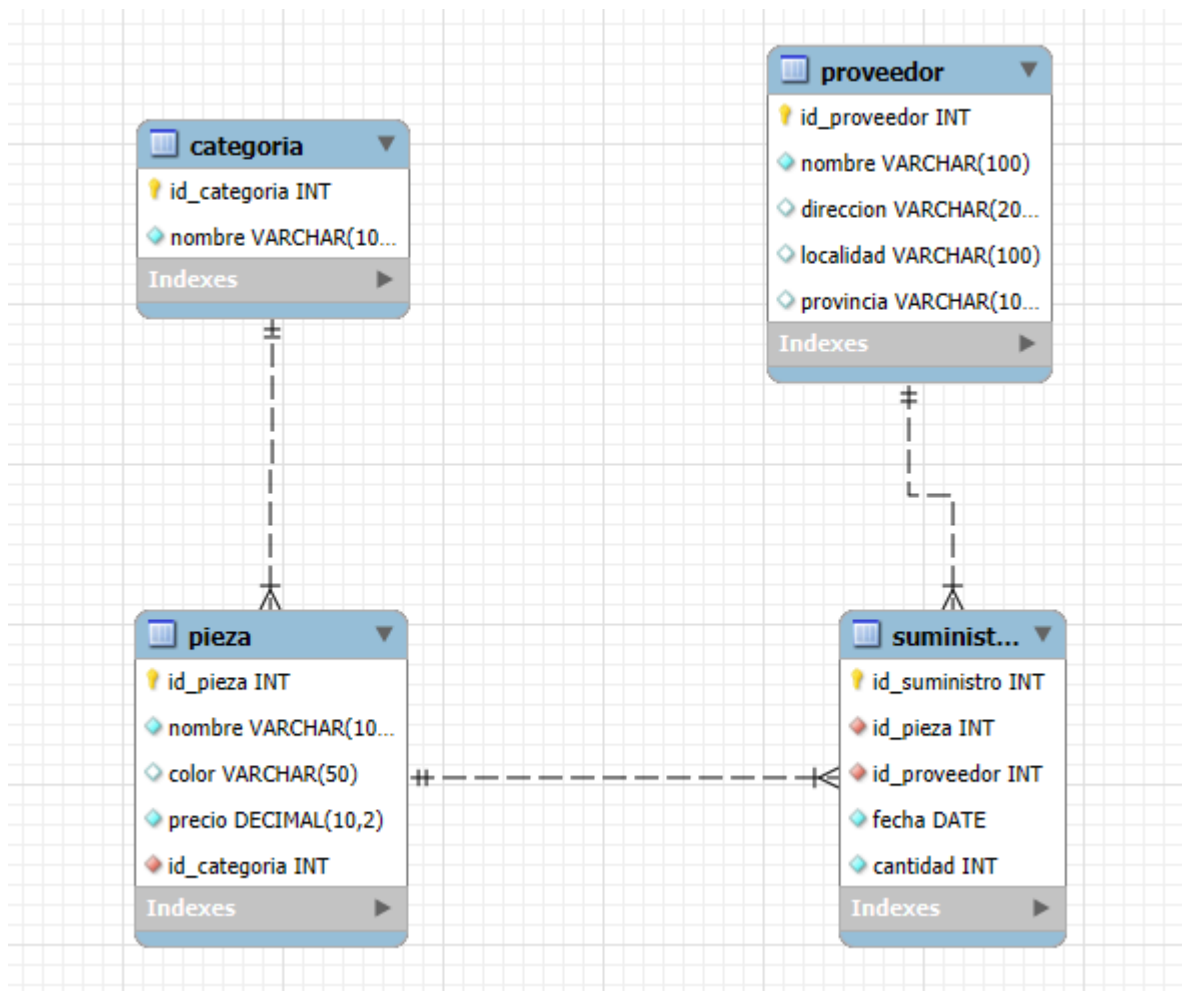 categoria
id_categoria INT
nombre VARCHAR(10...
Indexes
proveedor
id_proveedor INT
nombre VARCHAR(100)
direccion VARCHAR(20...
localidad VARCHAR(100)
provincia VARCHAR(10...
Indexes
pieza
id_pieza INT
nombre VARCHAR(10...
color VARCHAR(50)
precio DECIMAL(10,2)
id_categoria INT
Indexes
suminist...
id_suministro INT
id_pieza INT
id_proveedor INT
fecha DATE
cantidad INT
Indexes